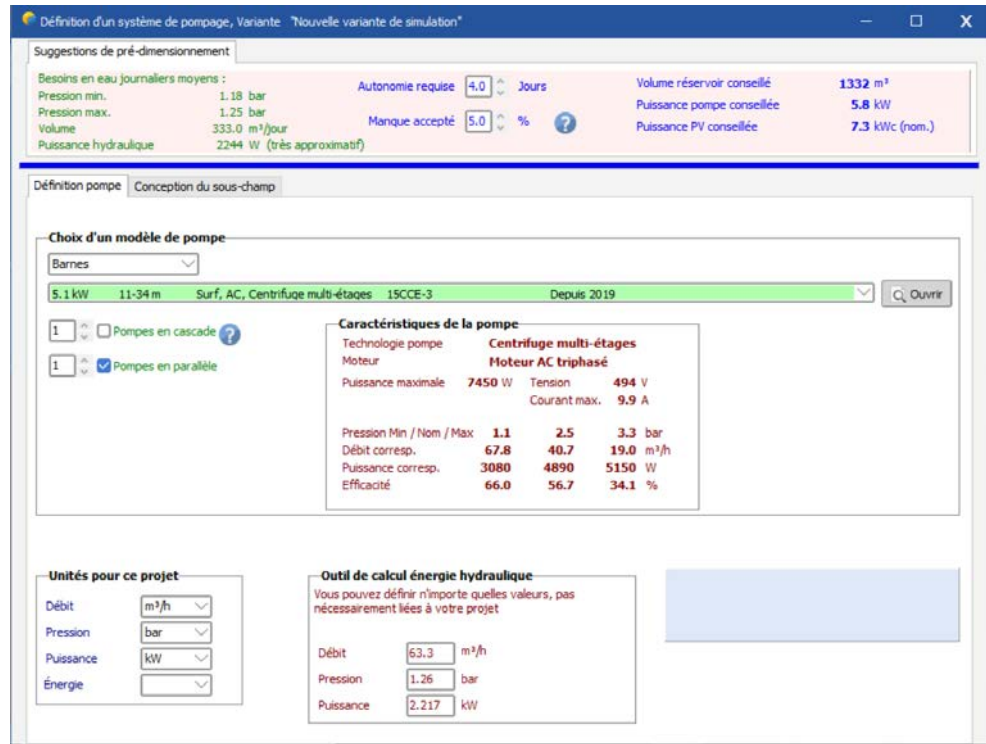 Définition d'un système de pompage, Variante "Nouvelle variante de simulation"
Suggestions de pré-dimensionnement
Besoins en eau journaliers moyens :
Pression min. 1.18 bar
Pression max. 1.25 bar
Volume 333.0 m³/jour
Puissance hydraulique 2244 W (très approximatif)
Autonomie requise 4.0 Jours
Manque accepté 5.0 % ?
Volume réservoir conseillé 1332 m³
Puissance pompe conseillée 5.8 kW
Puissance PV conseillée 7.3 kWc (nom.)
Définition pompe Conception du sous-champ
Choix d'un modèle de pompe
Barnes
5.1 kW 11-34 m Surf, AC, Centrifuge multi-étages 15CCE-3 Depuis 2019 Ouvrir
1 Pompes en cascade ?
1 Pompes en parallèle
Caractéristiques de la pompe
Technologie pompe Centrifuge multi-étages
Moteur Moteur AC triphasé
Puissance maximale 7450 W Tension 494 V
Courant max. 9.9 A
Pression Min / Nom / Max 1.1 2.5 3.3 bar
Débit corresp. 67.8 40.7 19.0 m³/h
Puissance corresp. 3080 4890 5150 W
Efficacité 66.0 56.7 34.1 %
Unités pour ce projet
Débit m³/h
Pression bar
Puissance kW
Énergie
Outil de calcul énergie hydraulique
Vous pouvez définir n'importe quelles valeurs, pas
nécessairement liées à votre projet
Débit 63.3 m³/h
Pression 1.26 bar
Puissance 2.217 kW